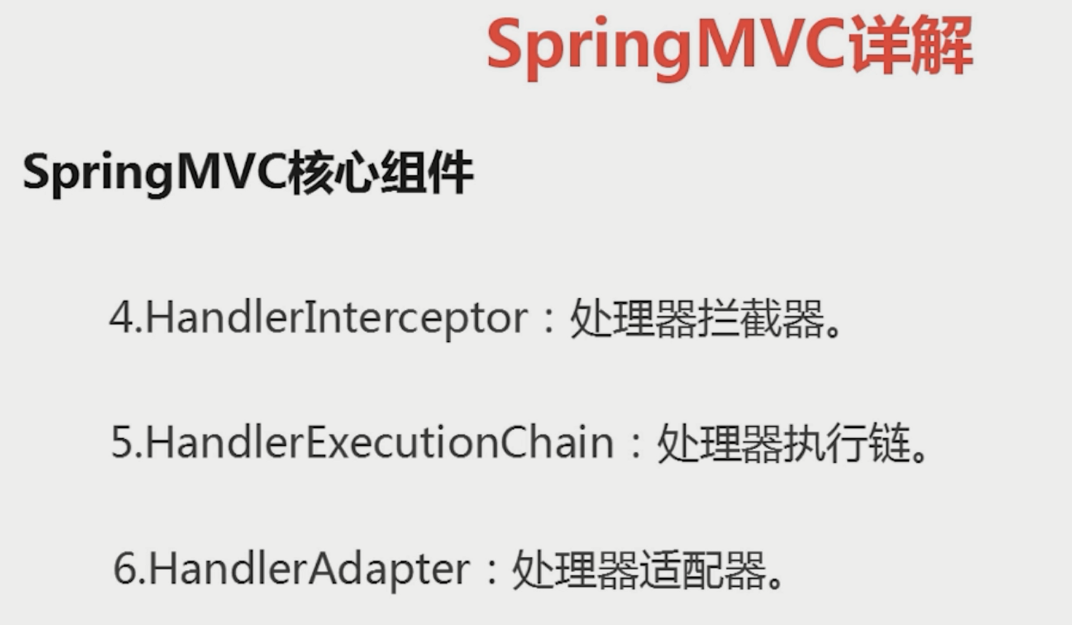 SpringMVC详解
SpringMVC核心组件
4.HandlerInterceptor：处理器拦截器。
5.HandlerExecutionChain：处理器执行链。
6.HandlerAdapter：处理器适配器。